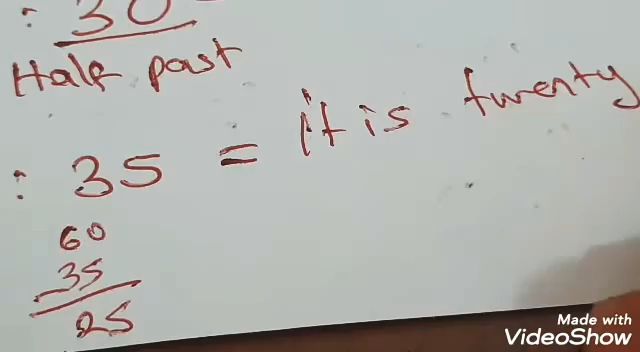 : 30
Half past
: 35 = it is twenty
60
35
25
Made with
VideoShow